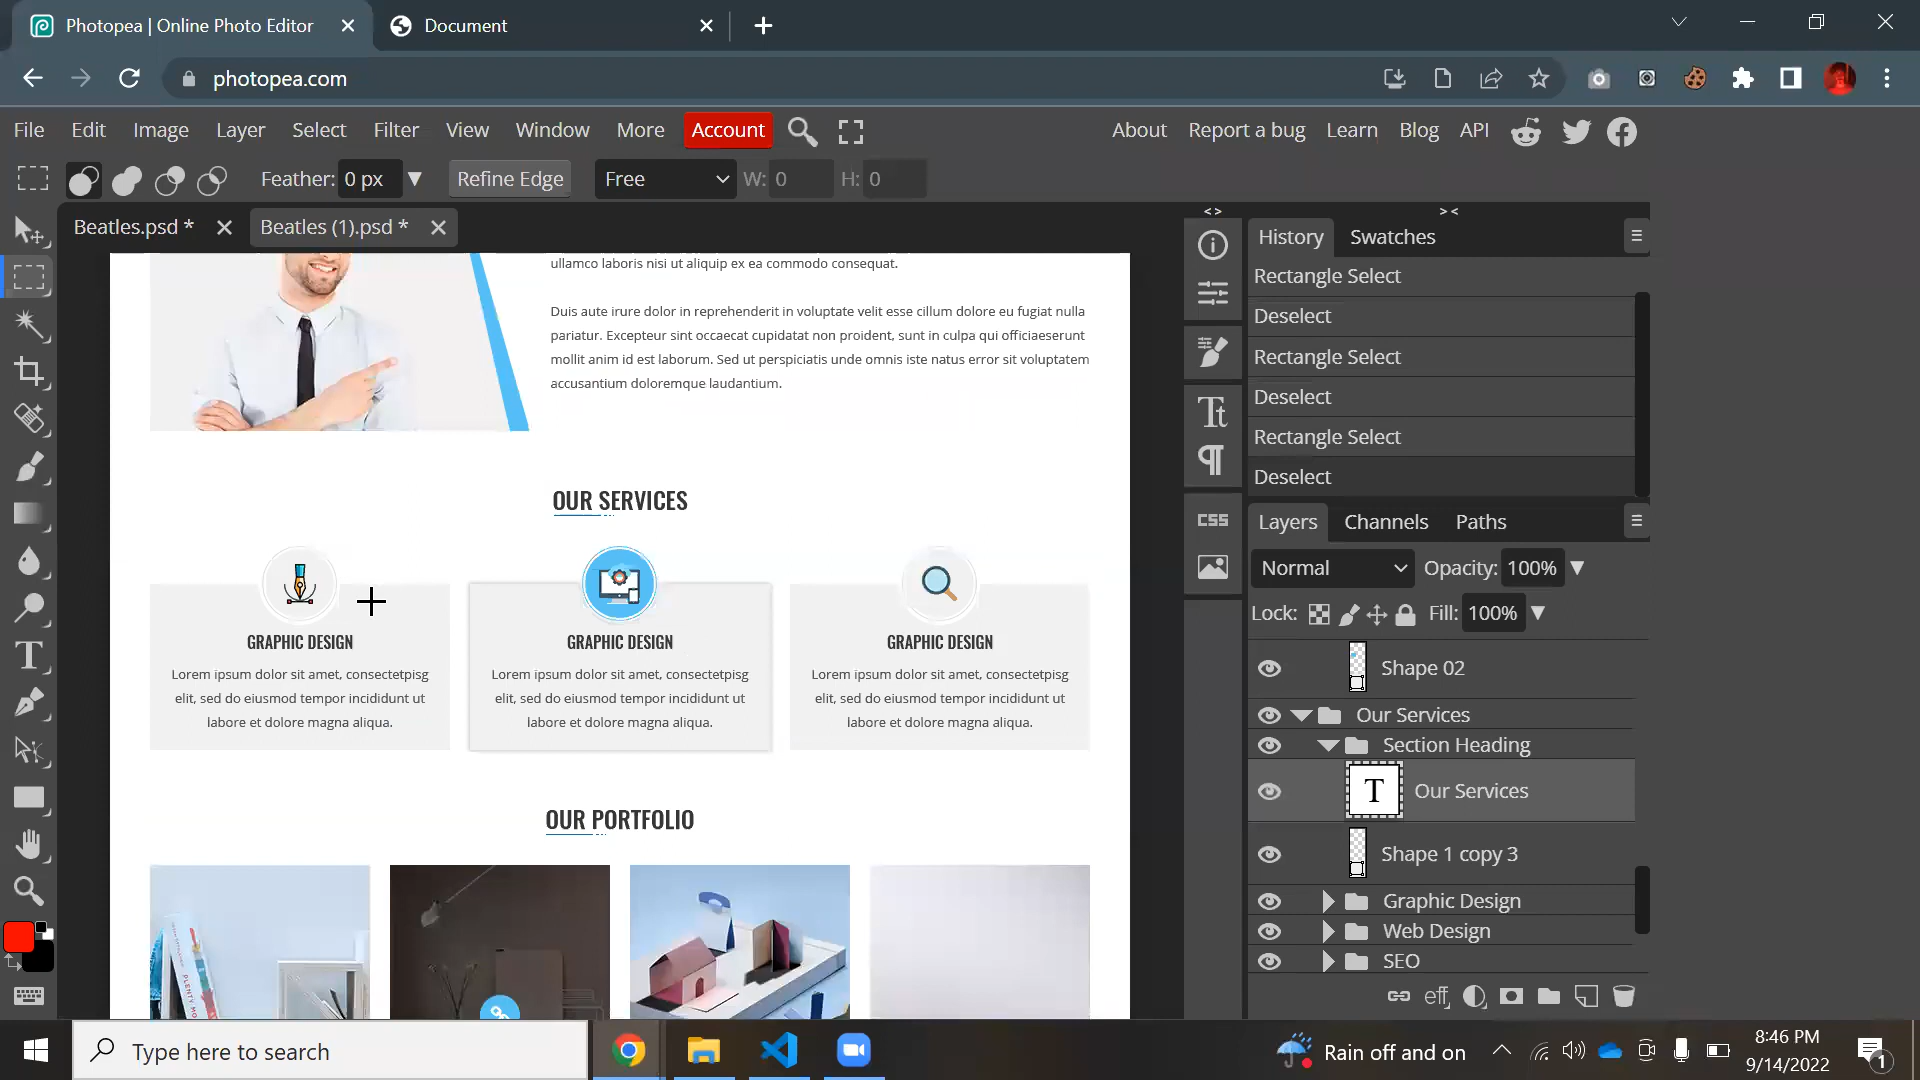 Photopea | Online Photo Editor
Document
photopea.com
File Edit Image Layer Select Filter View Window More Account
About Report a bug Learn Blog API
Feather: 0 px Refine Edge Free W: 0 H: 0
Beatles.psd *
Beatles (1).psd *
ullamco laboris nisi ut aliquip ex ea commodo consequat.
Duis aute irure dolor in reprehenderit in voluptate velit esse cillum dolore eu fugiat nulla
pariatur. Excepteur sint occaecat cupidatat non proident, sunt in culpa qui officiaeserunt
mollit anim id est laborum. Sed ut perspiciatis unde omnis iste natus error sit voluptatem
accusantium doloremque laudantium.
OUR SERVICES
GRAPHIC DESIGN
Lorem ipsum dolor sit amet, consectetpisg
elit, sed do eiusmod tempor incididunt ut
labore et dolore magna aliqua.
GRAPHIC DESIGN
Lorem ipsum dolor sit amet, consectetpisg
elit, sed do eiusmod tempor incididunt ut
labore et dolore magna aliqua.
GRAPHIC DESIGN
Lorem ipsum dolor sit amet, consectetpisg
elit, sed do eiusmod tempor incididunt ut
labore et dolore magna aliqua.
OUR PORTFOLIO
< >
> <
CSS
History Swatches
Rectangle Select
Deselect
Rectangle Select
Deselect
Rectangle Select
Deselect
Layers Channels Paths
Normal Opacity: 100%
Lock: Fill: 100%
Shape 02
Our Services
Section Heading
T Our Services
Shape 1 copy 3
Graphic Design
Web Design
SEO
eff
Type here to search
Rain off and on
8:46 PM
9/14/2022
1